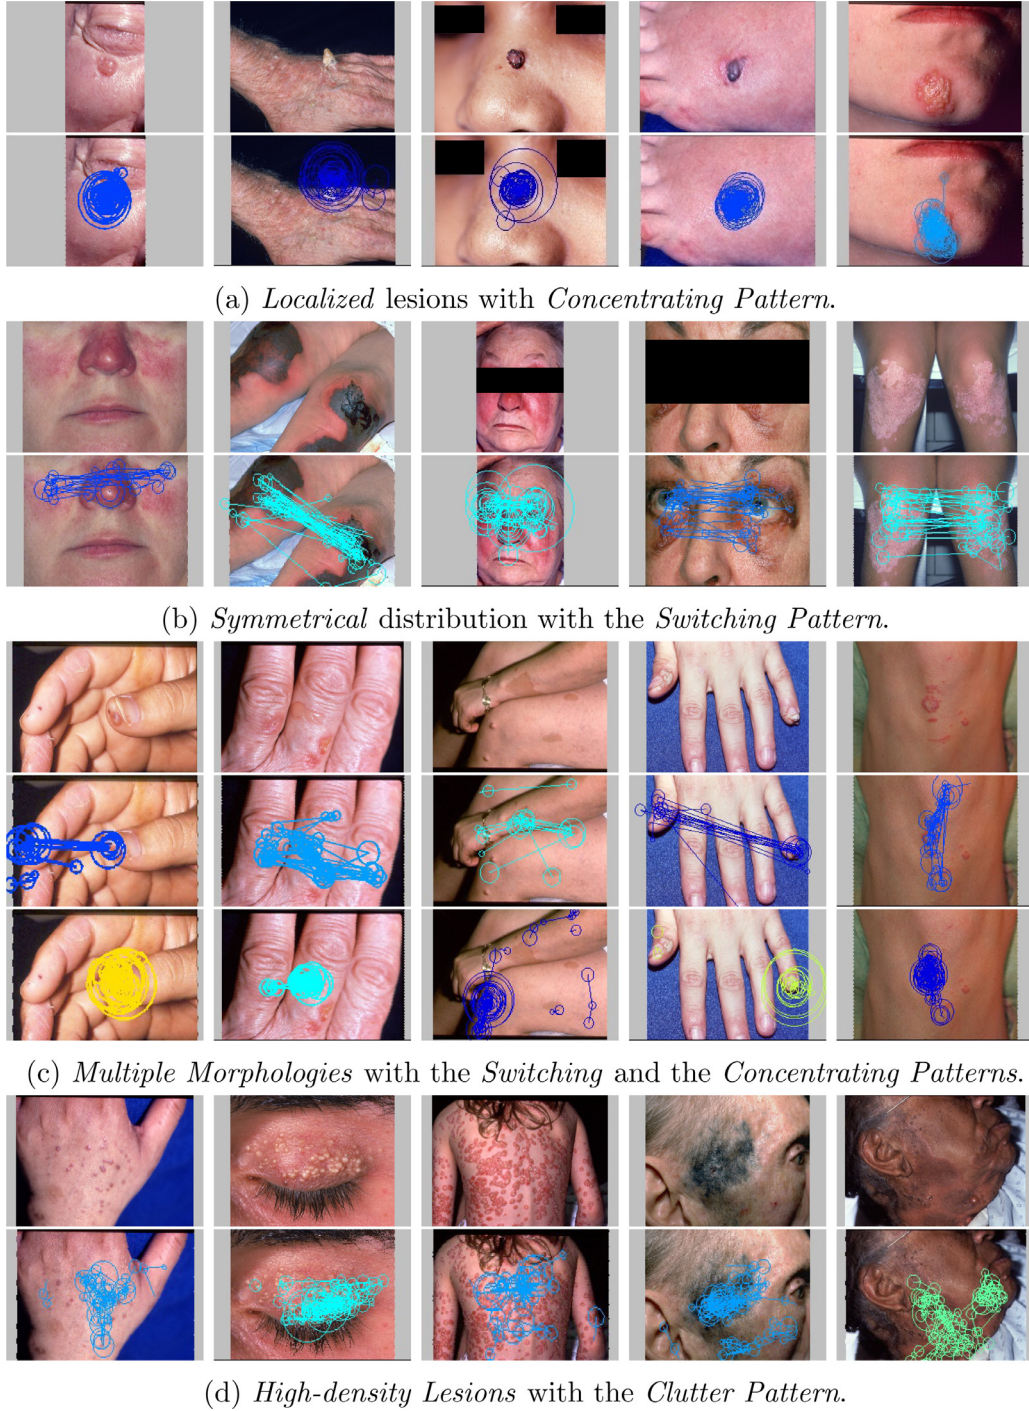 (a) Localized lesions with Concentrating Pattern.
(b) Symmetrical distribution with the Switching Pattern.
(c) Multiple Morphologies with the Switching and the Concentrating Patterns.
(d) High-density Lesions with the Clutter Pattern.